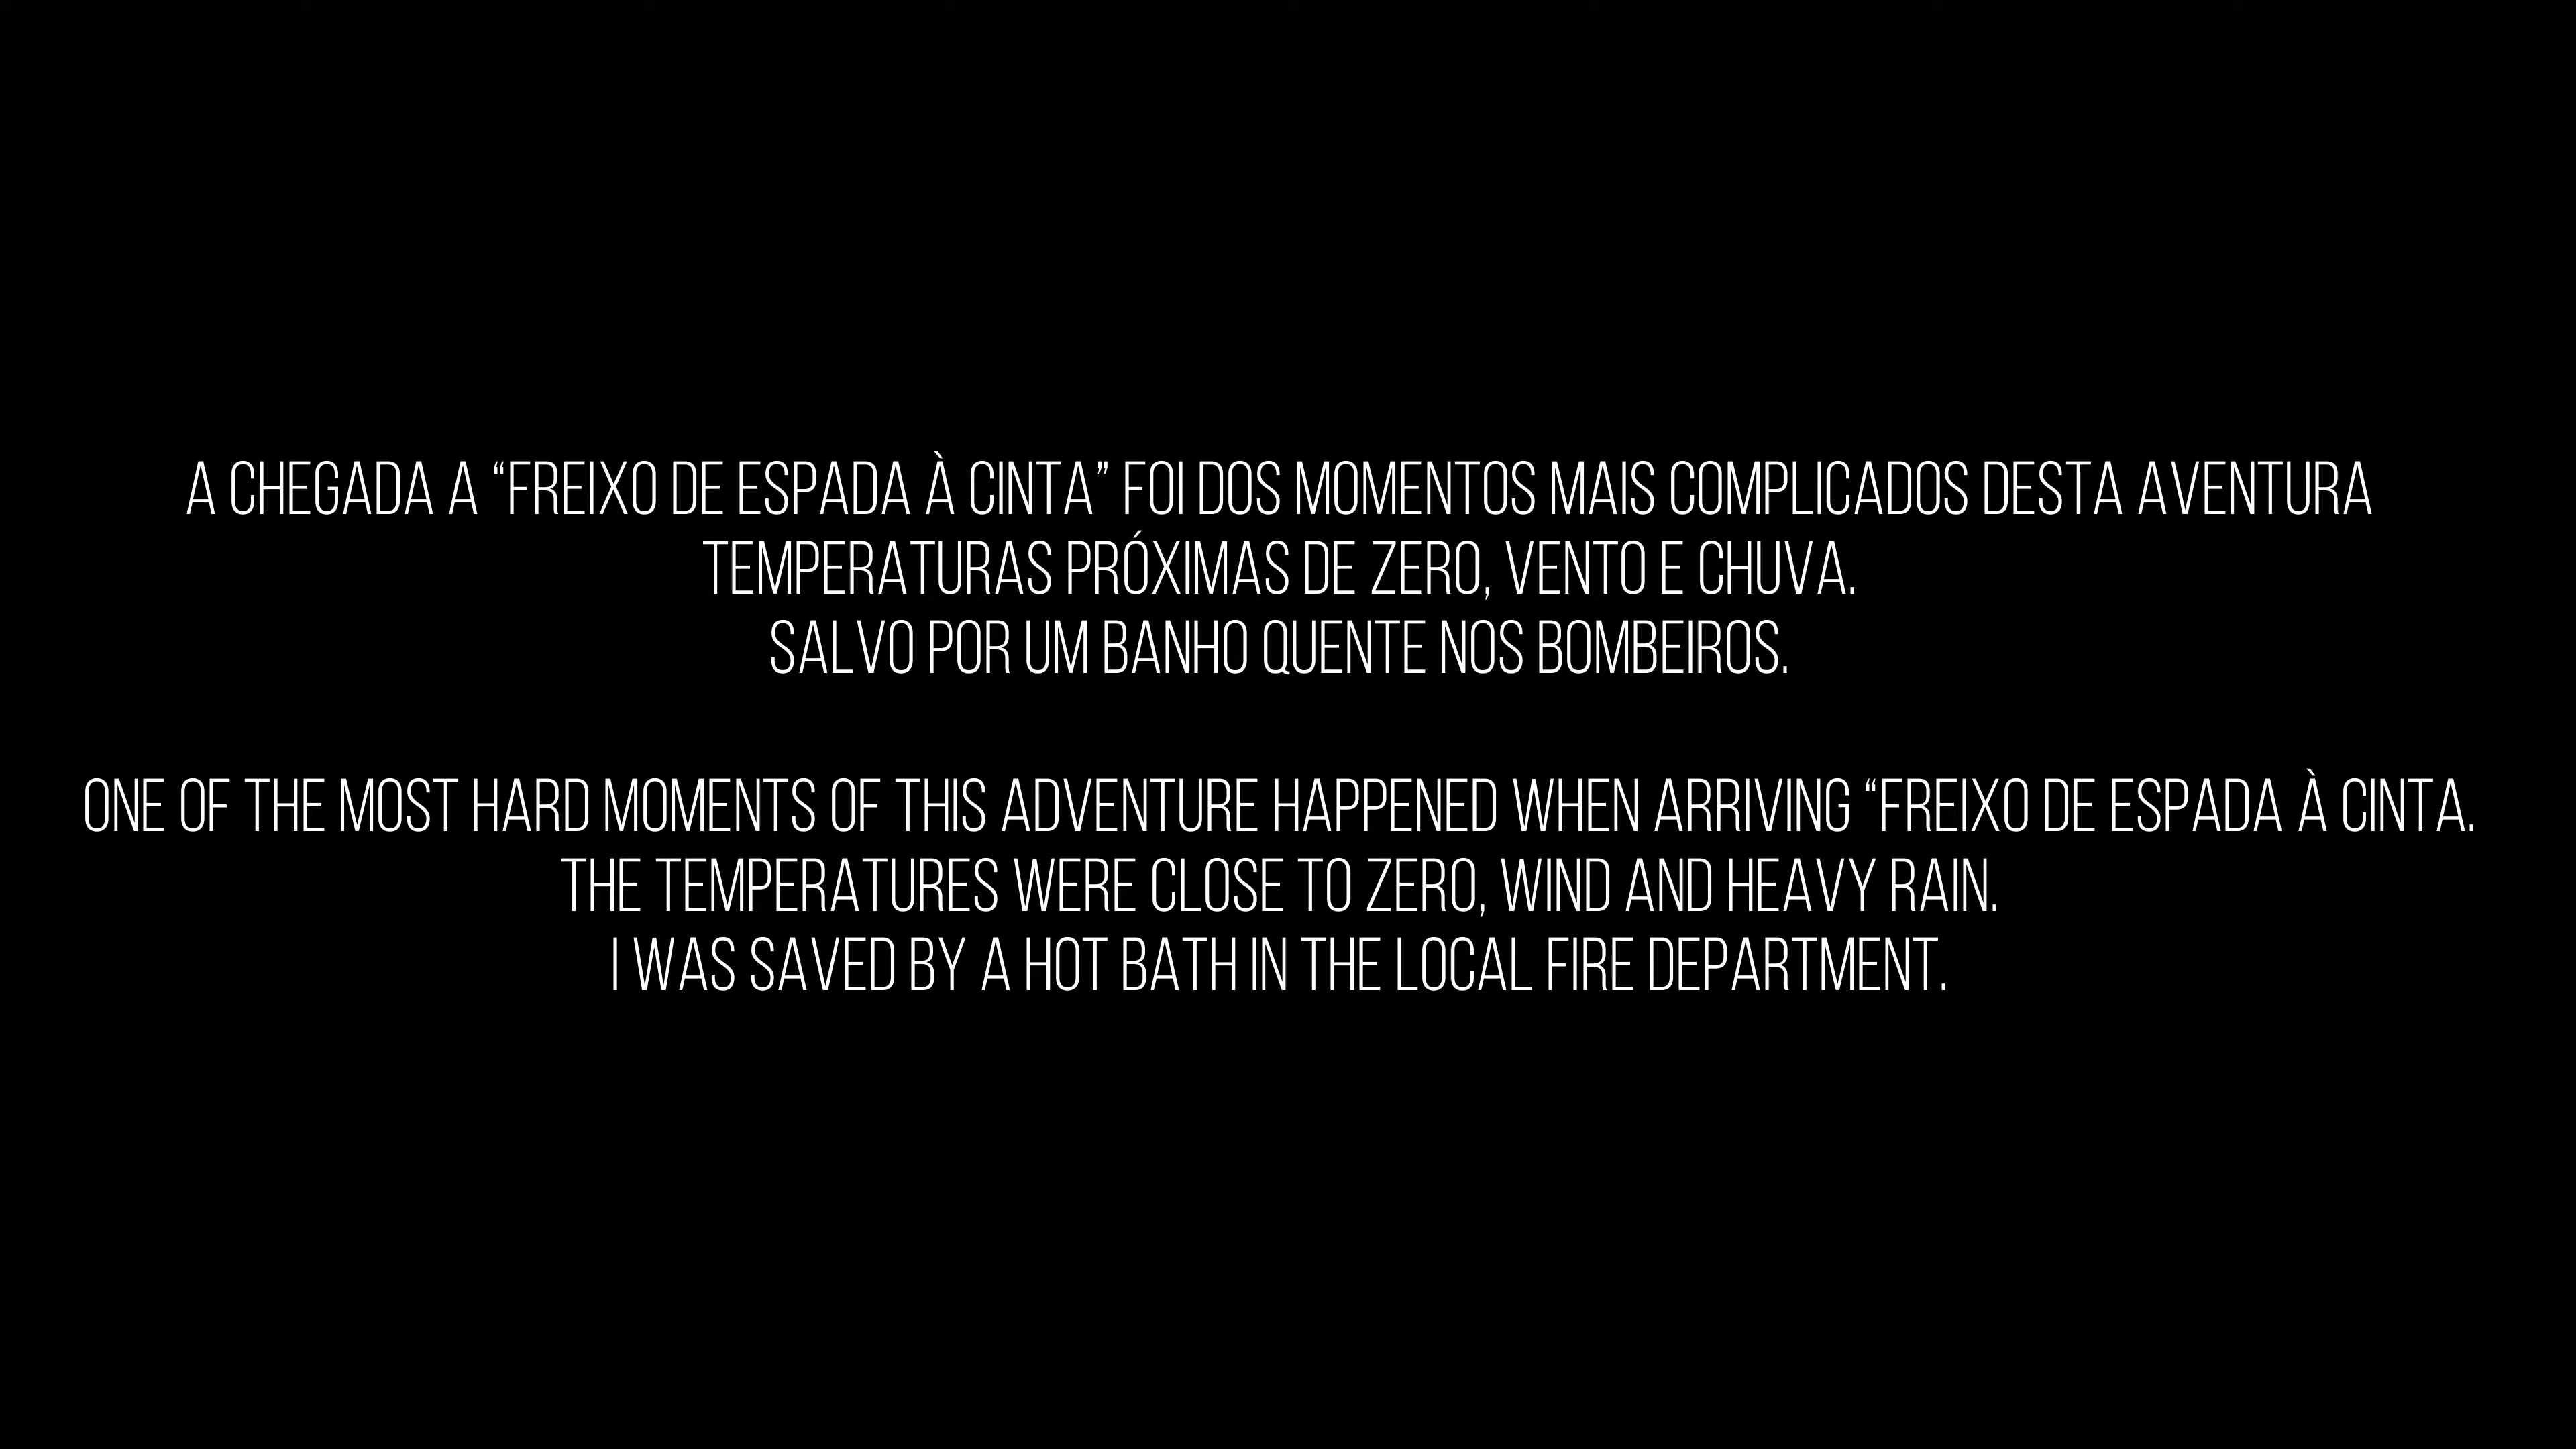 A CHEGADA A “FREIXO DE ESPADA À CINTA” FOI DOS MOMENTOS MAIS COMPLICADOS DESTA AVENTURA
TEMPERATURAS PRÓXIMAS DE ZERO, VENTO E CHUVA.
SALVO POR UM BANHO QUENTE NOS BOMBEIROS.
ONE OF THE MOST HARD MOMENTS OF THIS ADVENTURE HAPPENED WHEN ARRIVING “FREIXO DE ESPADA À CINTA.
THE TEMPERATURES WERE CLOSE TO ZERO, WIND AND HEAVY RAIN.
I WAS SAVED BY A HOT BATH IN THE LOCAL FIRE DEPARTMENT.